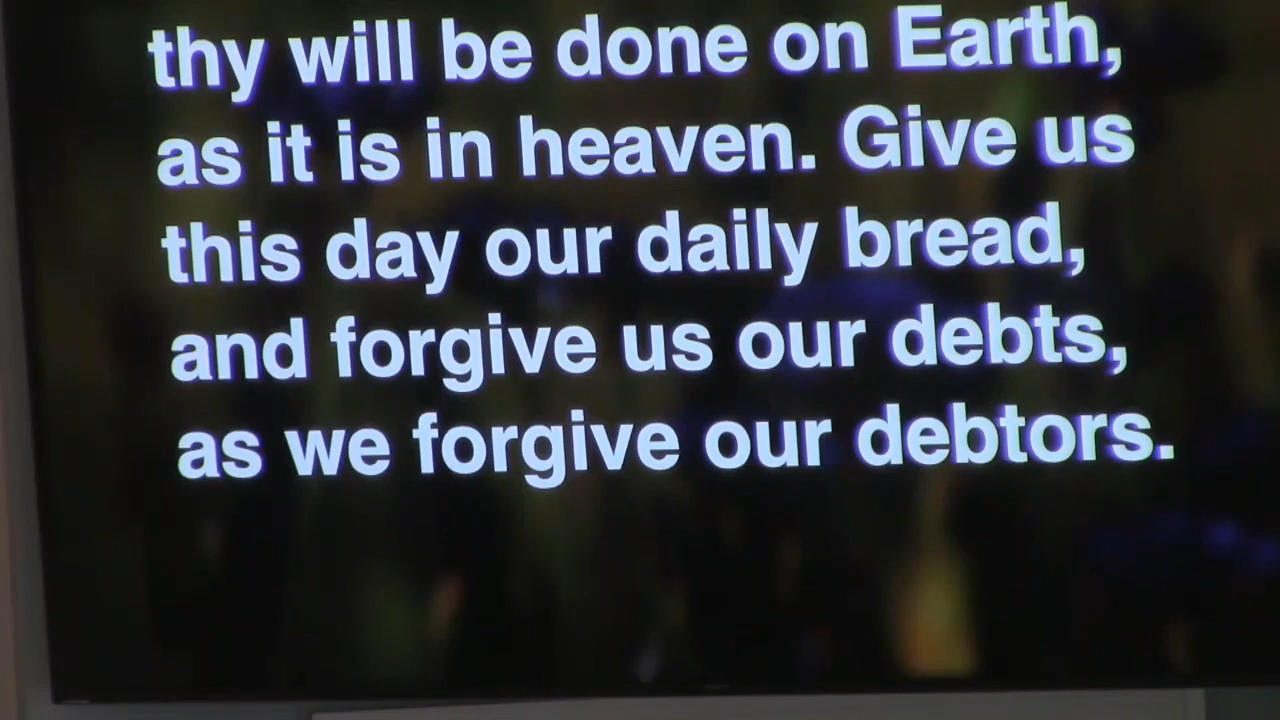 thy will be done on Earth,
as it is in heaven. Give us
this day our daily bread,
and forgive us our debts,
as we forgive our debtors.